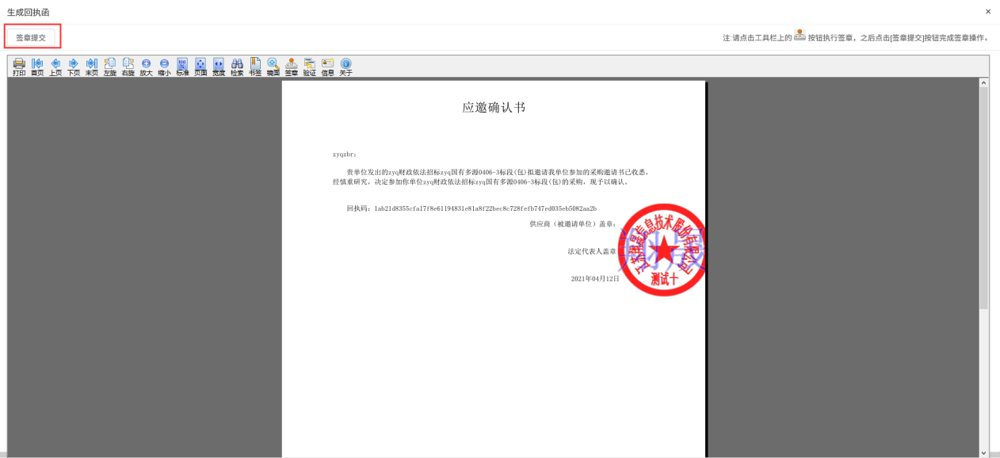 生成回执函
×
签章提交
注:请点击工具栏上的 按钮执行签章，之后点击[签章提交]按钮完成签章操作。
打印 首页 上页 下页 末页 左旋 右旋 放大 缩小 标准 页面 宽度 检索 书签 镜面 签章 验证 信息 关于
应邀确认书
zyqzbr：
贵单位发出的zyq财政依法招标zyq国有多源0406-3标段(包)拟邀请我单位参加的采购邀请书已收悉，
经慎重研究，决定参加你单位zyq财政依法招标zyq国有多源0406-3标段(包)的采购，现予以确认。
回执码：1ab21d8355cfa17f8e61194831e81a8f22bec8c728fefb747ed035eb5082aa2b
供应商（被邀请单位）盖章：
法定代表人盖章
2021年04月12日
信息技术股份有限公司
测试十